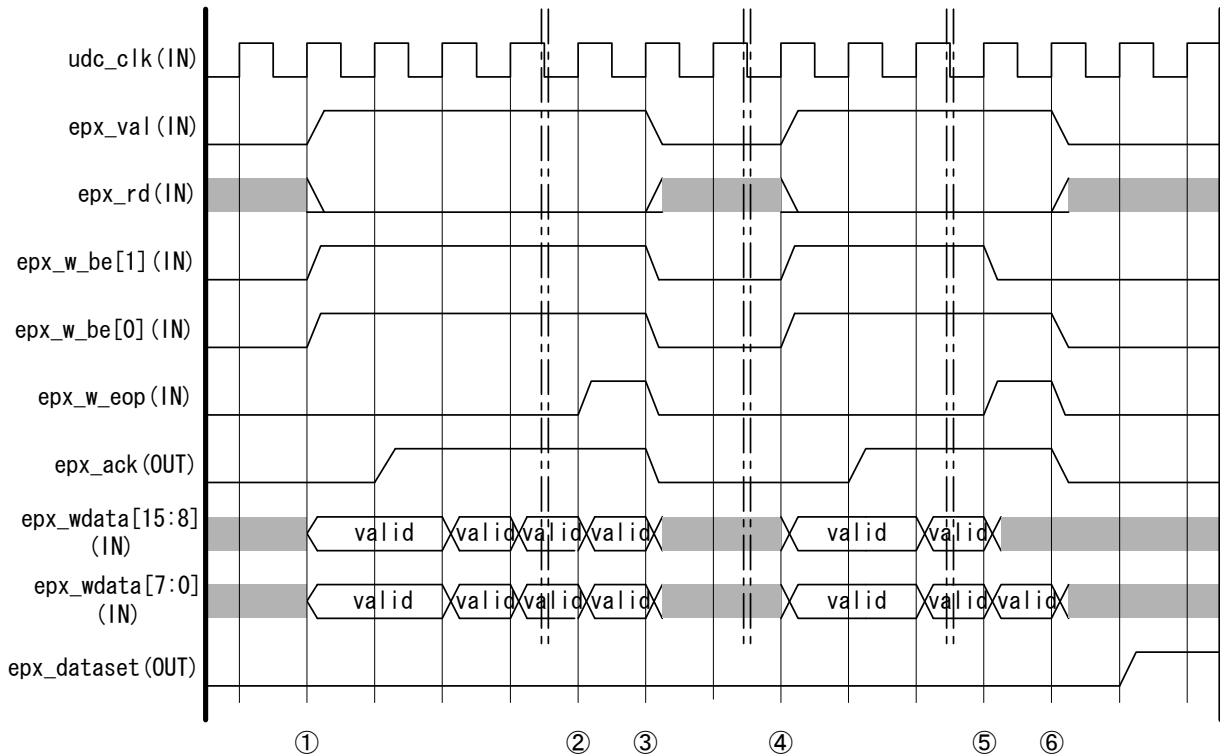 udc_clk(IN)
epx_val(IN)
epx_rd(IN)
epx_w_be[1](IN)
epx_w_be[0](IN)
epx_w_eop(IN)
epx_ack(OUT)
epx_wdata[15:8]
(IN)
valid valid valid valid valid valid
epx_wdata[7:0]
(IN)
valid valid valid valid valid valid valid
epx_dataset(OUT)
① ② ③ ④ ⑤ ⑥